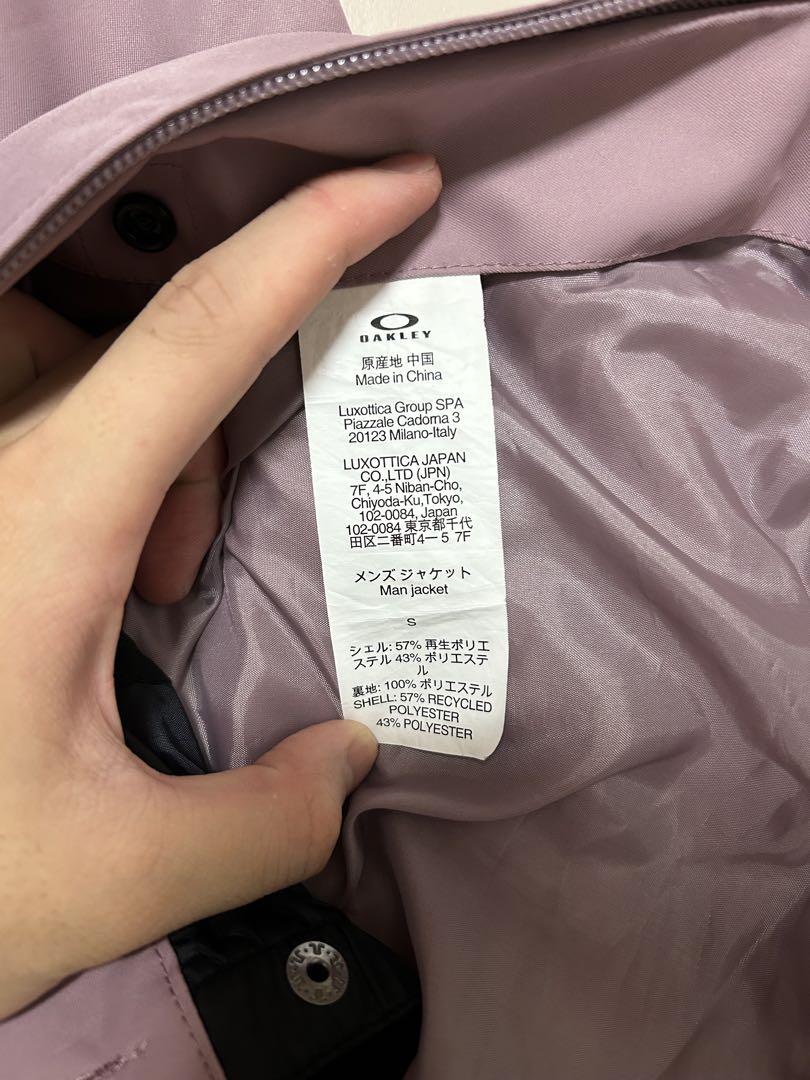 OAKLEY
原産地 中国
Made in China
Luxottica Group SPA
Piazzale Cadorna 3
20123 Milano-Italy
LUXOTTICA JAPAN
CO.,LTD (JPN)
7F, 4-5 Niban-Cho,
Chiyoda-Ku,Tokyo,
102-0084, Japan
102-0084 東京都千代
田区二番町4ー5 7F
メンズ ジャケット
Man jacket
S
シェル: 57% 再生ポリエ
ステル 43% ポリエステ
ル
裏地: 100% ポリエステル
SHELL: 57% RECYCLED
POLYESTER
43% POLYESTER